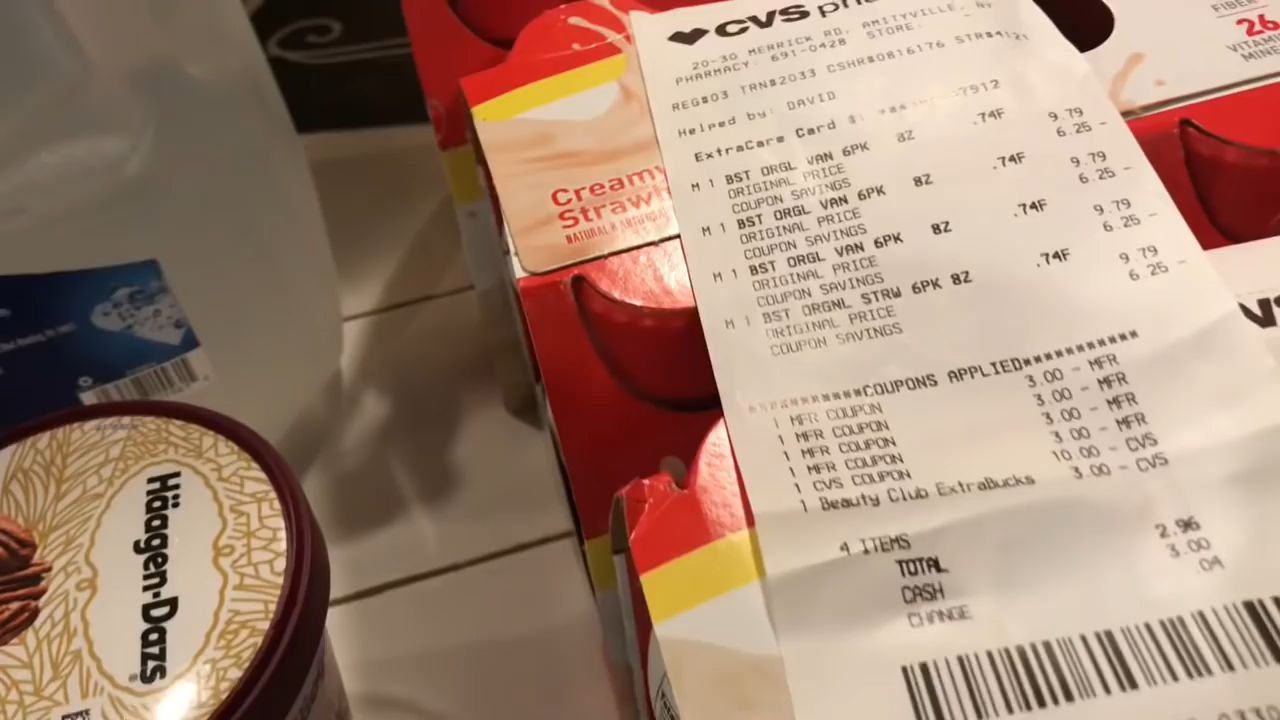 CVS
20-30 MERRICK RD, AMITYVILLE, NY
PHARMACY: 691-0428 STORE:
REG#03 TRN#2033 CSHR#0816176 STR#4121
Helped by: DAVID
ExtraCare Card #: 7912
M 1 BST ORGL VAN 6PK 8Z .74F
ORIGINAL PRICE 9.79
COUPON SAVINGS 6.25 -
M 1 BST ORGL VAN 6PK 8Z .74F
ORIGINAL PRICE 9.79
COUPON SAVINGS 6.25 -
M 1 BST ORGL VAN 6PK 8Z .74F
ORIGINAL PRICE 9.79
COUPON SAVINGS 6.25 -
M 1 BST ORGNL STRW 6PK 8Z .74F
ORIGINAL PRICE 9.79
COUPON SAVINGS 6.25 -
COUPONS APPLIED
1 MFR COUPON 3.00 - MFR
1 MFR COUPON 3.00 - MFR
1 MFR COUPON 3.00 - MFR
1 MFR COUPON 3.00 - MFR
1 CVS COUPON 10.00 - CVS
1 Beauty Club ExtraBucks 3.00 - CVS
4 ITEMS
TOTAL 2.96
CASH 3.00
CHANGE .04
Creamy
NATURAL & ARTIFICIAL
FIBER
26
Häagen-Dazs